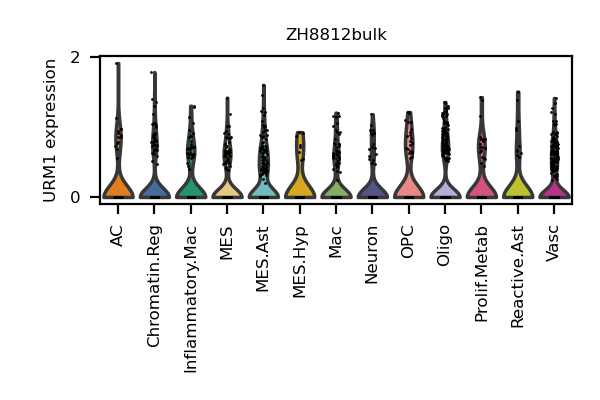 ZH8812bulk
URM1 expression
2
0
AC
Chromatin.Reg
Inflammatory.Mac
MES
MES.Ast
MES.Hyp
Mac
Neuron
OPC
Oligo
Prolif.Metab
Reactive.Ast
Vasc